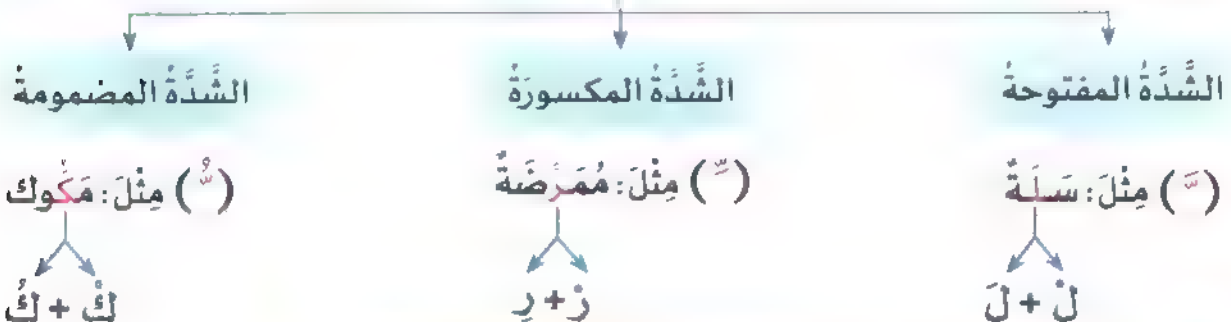 الشَّدَّةُ المفتوحةُ
الشَّدَّةُ المكسورَةُ
الشَّدَّةُ المضمومةُ
(ـَّ) مِثْلَ: سَلَّةٌ
(ـِّ) مِثْلَ: مُمَرِّضَةٌ
(ـُّ) مِثْلَ: مَكُّوك
لْ + لَ
رْ + رِ
كْ + كُ